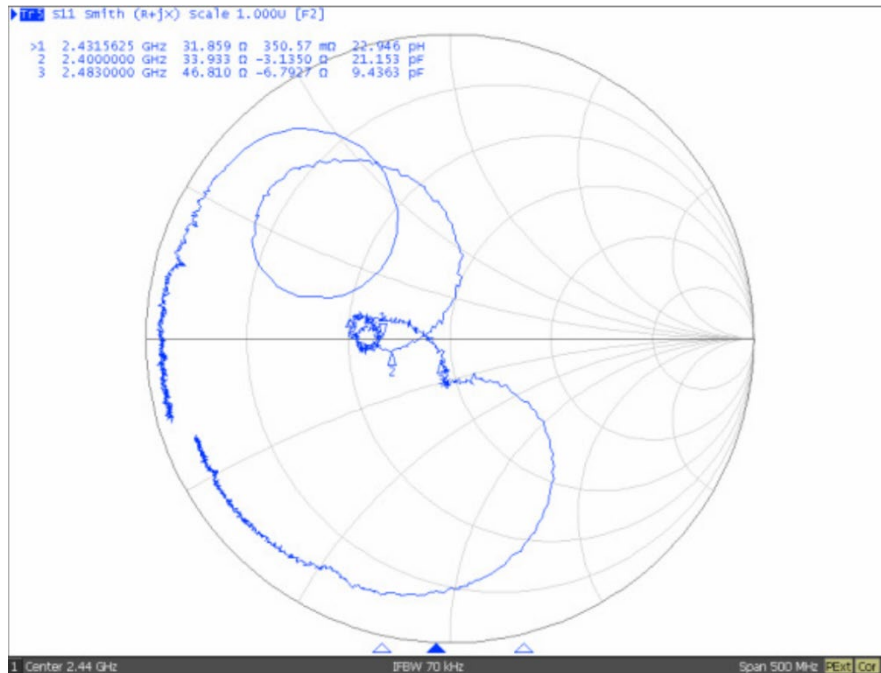 Tr5 S11 Smith (R+jX) Scale 1.000U [F2]
>1 2.4315625 GHz 31.859 Ω 350.57 mΩ 22.946 pH
2 2.4000000 GHz 33.933 Ω -3.1350 Ω 21.153 pF
3 2.4830000 GHz 46.810 Ω -6.7927 Ω 9.4363 pF
2
1 Center 2.44 GHz IFBW 70 kHz Span 500 MHz PExt Cor